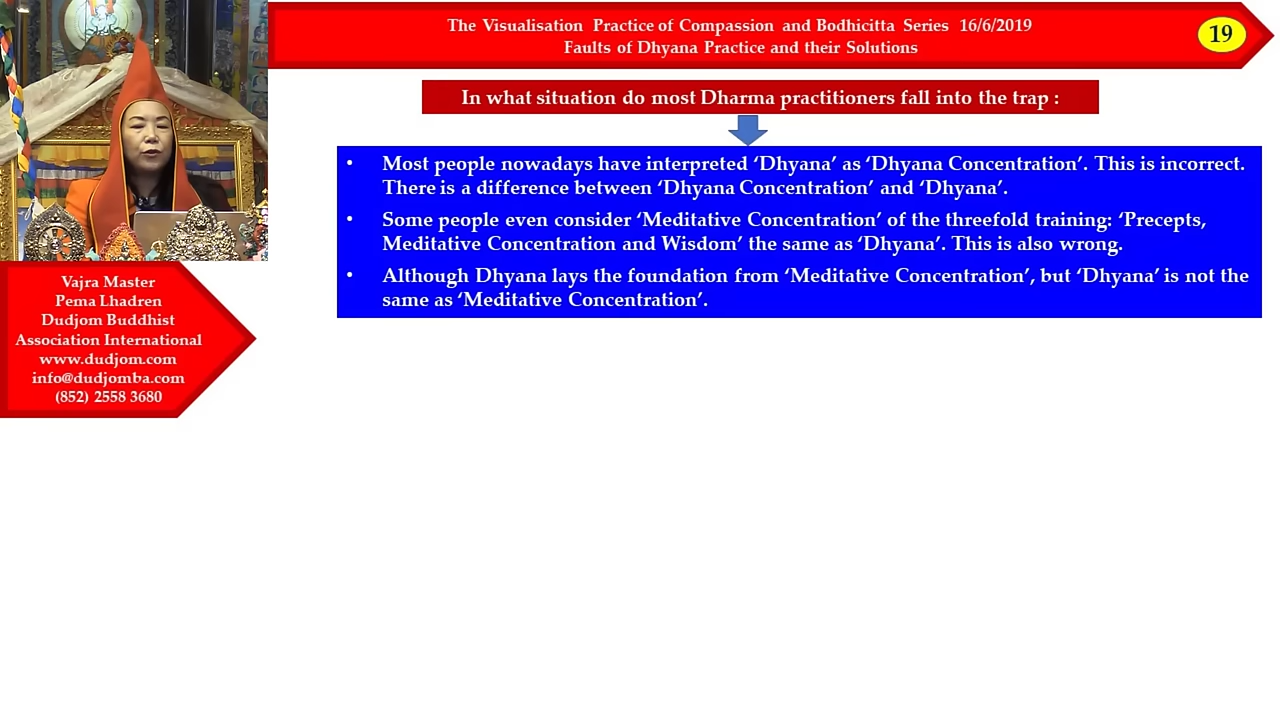 The Visualisation Practice of Compassion and Bodhicitta Series 16/6/2019
Faults of Dhyana Practice and their Solutions
19
In what situation do most Dharma practitioners fall into the trap :
• Most people nowadays have interpreted ‘Dhyana’ as ‘Dhyana Concentration’. This is incorrect.
There is a difference between ‘Dhyana Concentration’ and ‘Dhyana’.
• Some people even consider ‘Meditative Concentration’ of the threefold training: ‘Precepts,
Meditative Concentration and Wisdom’ the same as ‘Dhyana’. This is also wrong.
• Although Dhyana lays the foundation from ‘Meditative Concentration’, but ‘Dhyana’ is not the
same as ‘Meditative Concentration’.
Vajra Master
Pema Lhadren
Dudjom Buddhist
Association International
www.dudjom.com
info@dudjomba.com
(852) 2558 3680